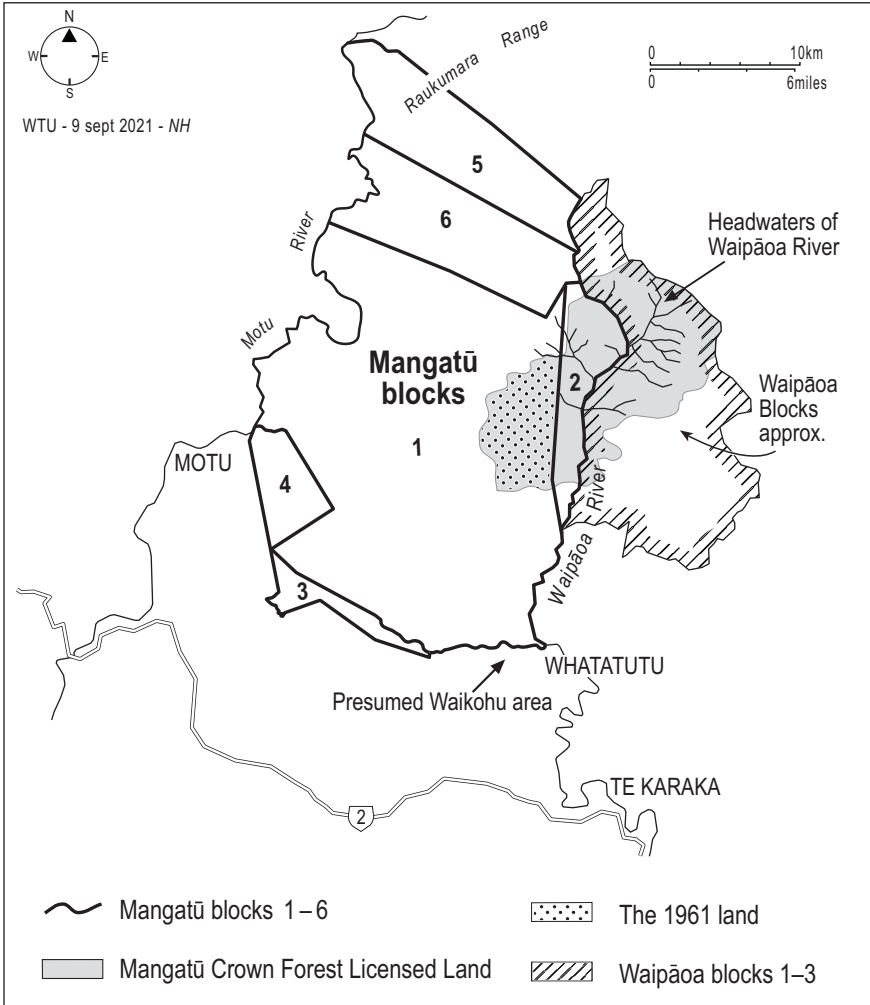 N
W
E
S
WTU - 9 sept 2021 - NH
0
10km
0
6miles
Raukumara Range
5
6
River
Headwaters of
Waipāoa River
Motu
Mangatū
blocks
2
Waipāoa
Blocks
approx.
1
MOTU
4
Waipāoa River
3
WHATATUTU
Presumed Waikohu area
TE KARAKA
2
Mangatū blocks 1–6
The 1961 land
Mangatū Crown Forest Licensed Land
Waipāoa blocks 1–3